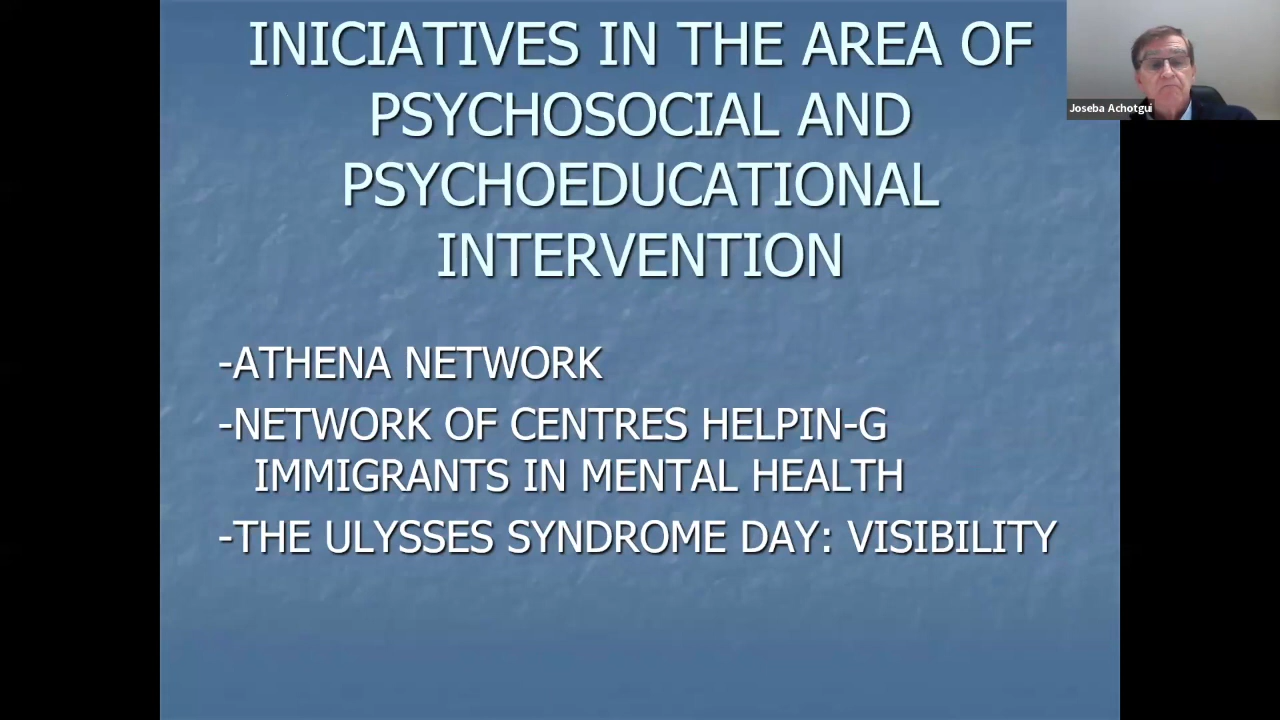 INICIATIVES IN THE AREA OF
PSYCHOSOCIAL AND
PSYCHOEDUCATIONAL
INTERVENTION
-ATHENA NETWORK
-NETWORK OF CENTRES HELPIN-G
IMMIGRANTS IN MENTAL HEALTH
-THE ULYSSES SYNDROME DAY: VISIBILITY
Joseba Achotgui